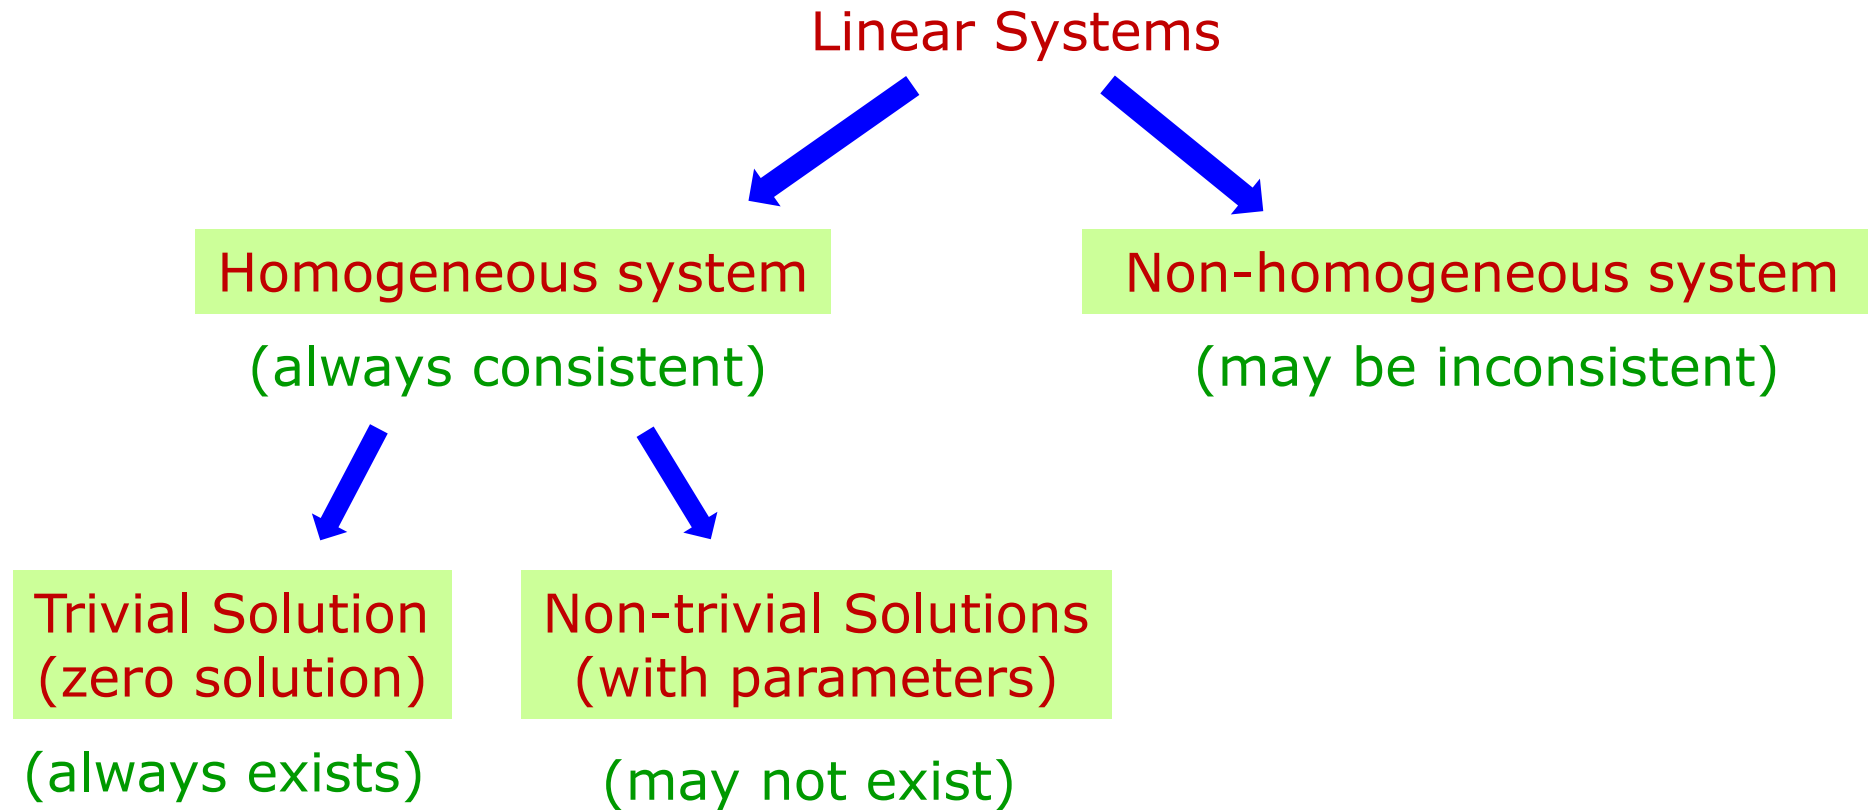 Linear Systems
Homogeneous system
Non-homogeneous system
(always consistent)
(may be inconsistent)
Trivial Solution
(zero solution)
Non-trivial Solutions
(with parameters)
(always exists)
(may not exist)